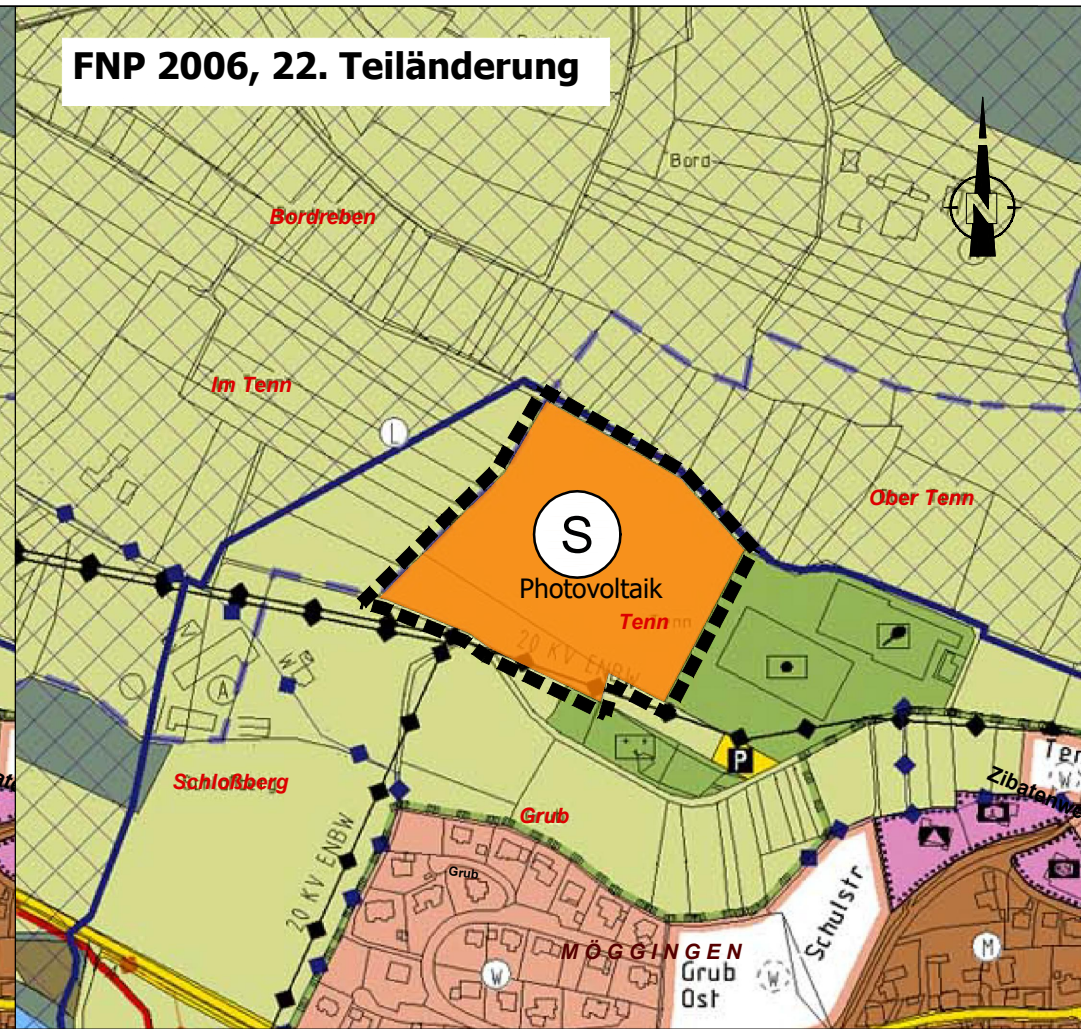 FNP 2006, 22. Teiländerung
Bord
N
Bordreben
Im Tenn
L
Ober Tenn
S
Photovoltaik
Tenn
20 KV ENBW
A
P
Schloßberg
Grub
Zibatenwe
20 KV ENBW
Grub
Schulstr
MÖGGINGEN
W
Grub
Ost
W
M